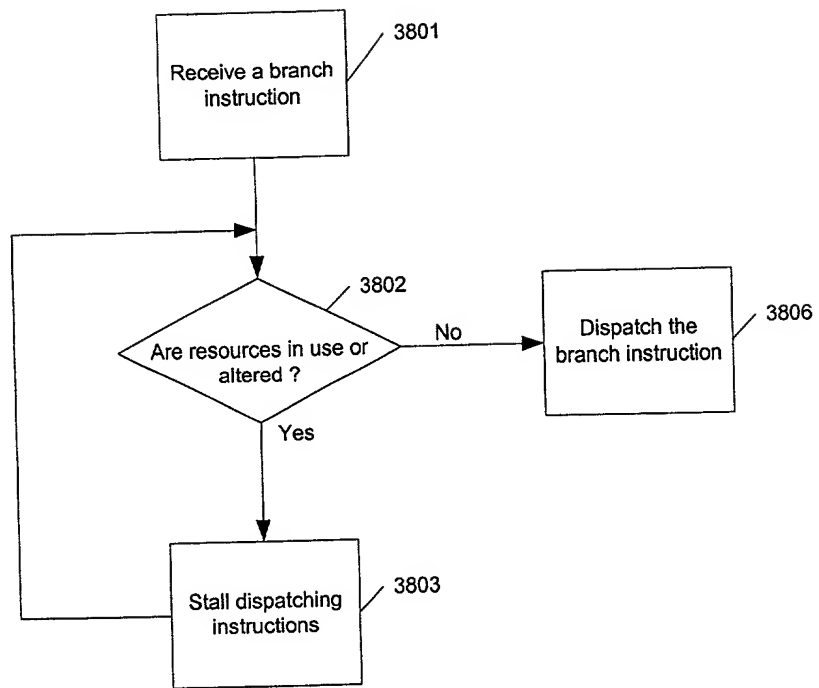 3801
Receive a branch
instruction
3802
Are resources in use or
altered ?
No
Dispatch the
branch instruction
3806
Yes
Stall dispatching
instructions
3803